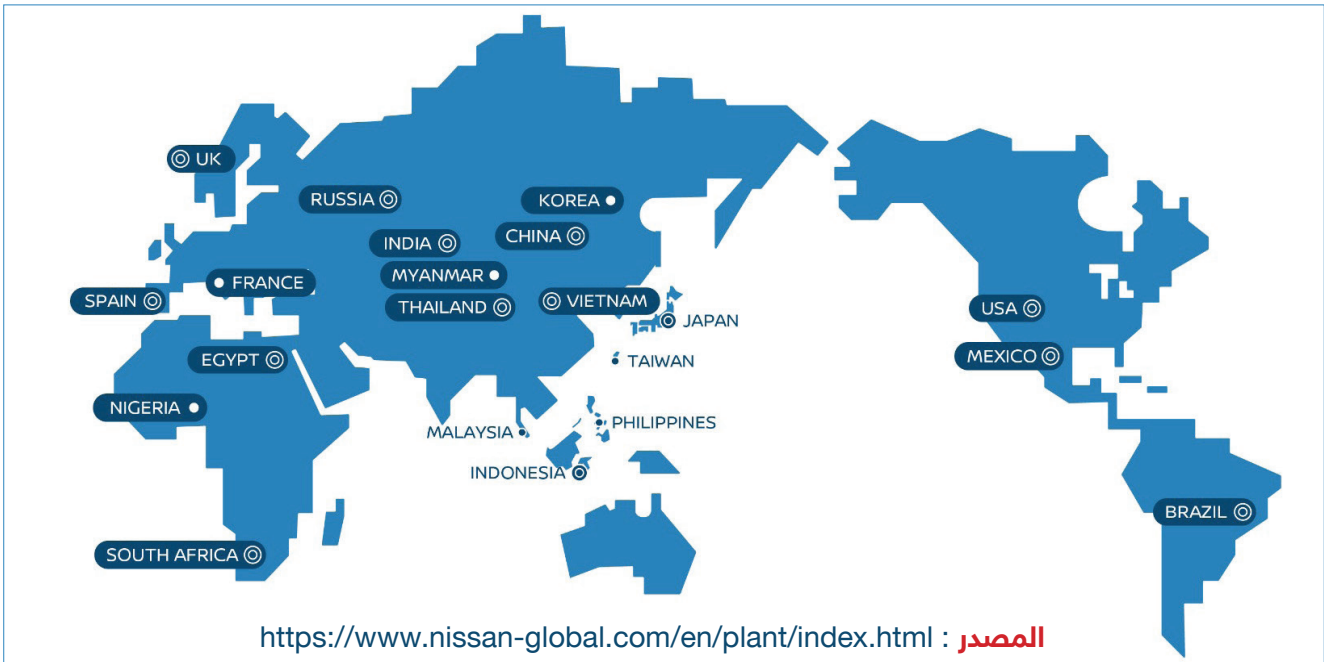 UK
RUSSIA
KOREA
INDIA
CHINA
MYANMAR
FRANCE
SPAIN
THAILAND
VIETNAM
USA
JAPAN
EGYPT
TAIWAN
MEXICO
NIGERIA
MALAYSIA
PHILIPPINES
INDONESIA
BRAZIL
SOUTH AFRICA
المصدر : https://www.nissan-global.com/en/plant/index.html